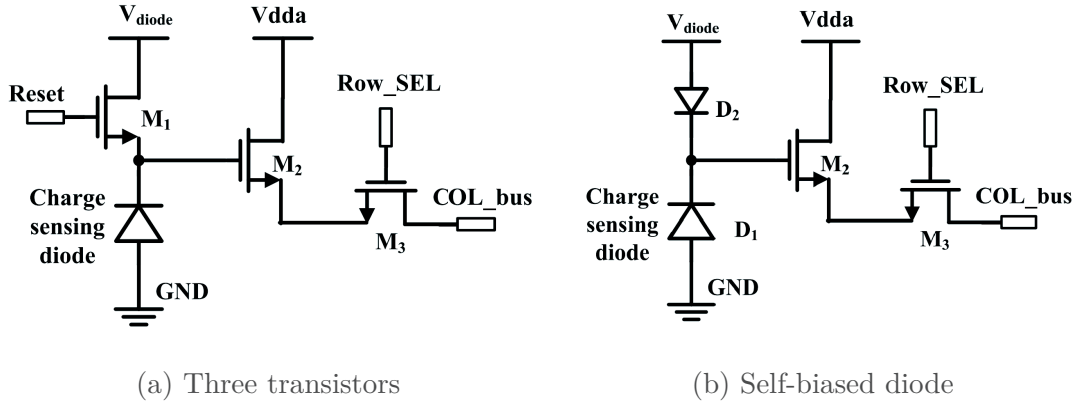 V_diode
Vdda
Reset
M_1
Row_SEL
M_2
Charge
sensing
diode
COL_bus
M_3
GND
(a) Three transistors
V_diode
Vdda
Row_SEL
D_2
M_2
Charge
sensing
diode
COL_bus
D_1
M_3
GND
(b) Self-biased diode